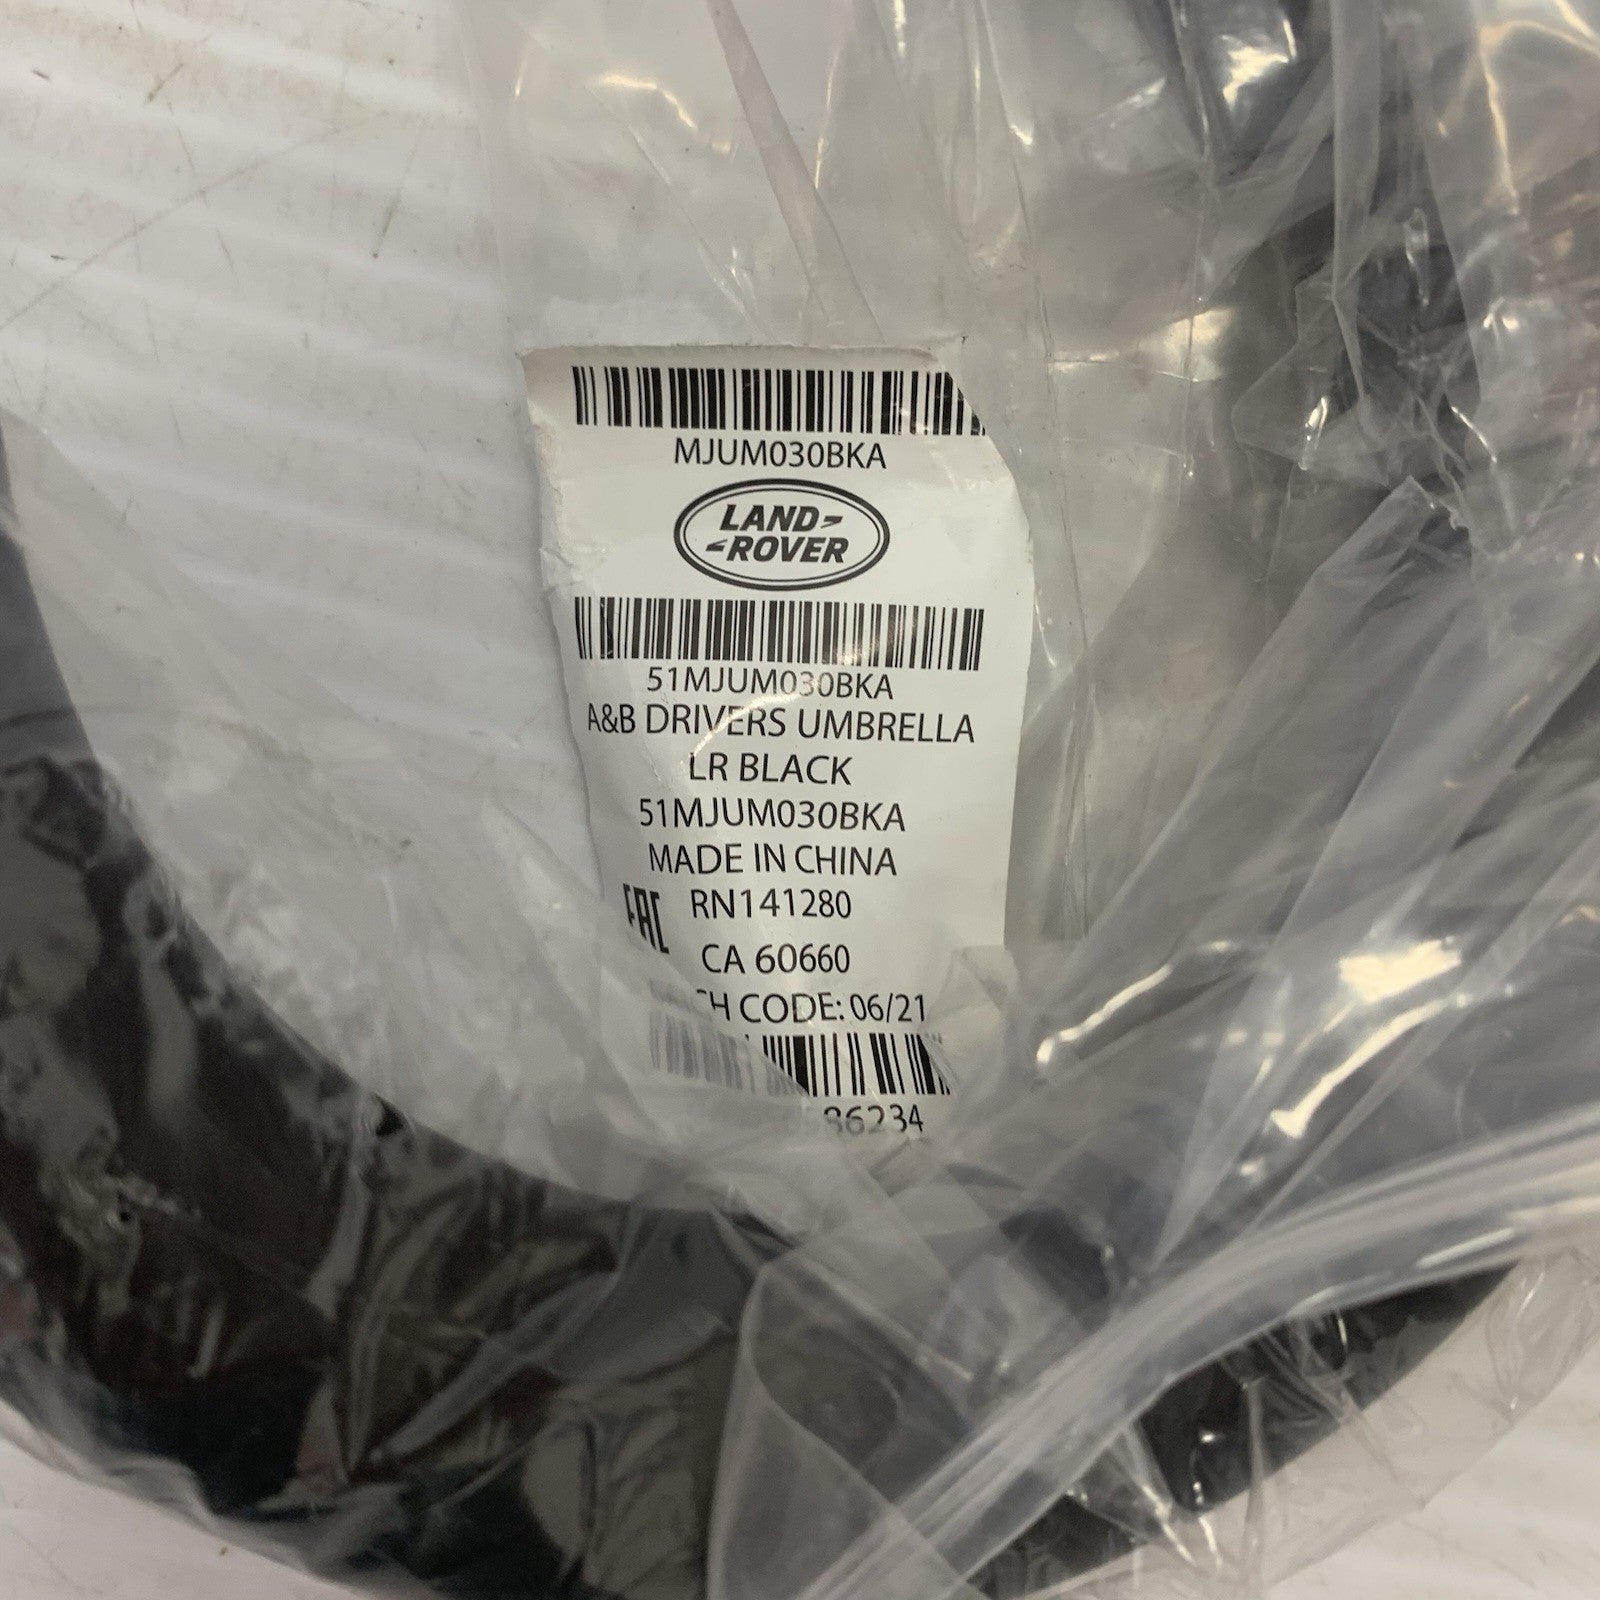 MJUM030BKA
LAND
ROVER
51MJUM030BKA
A&B DRIVERS UMBRELLA
LR BLACK
51MJUM030BKA
MADE IN CHINA
EAC
RN141280
CA 60660
CODE: 06/21
86234